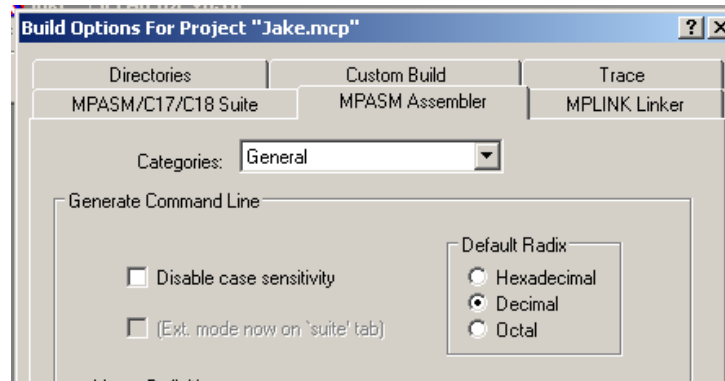 Build Options For Project "Jake.mcp"
Directories Custom Build Trace
MPASM/C17/C18 Suite MPASM Assembler MPLINK Linker
Categories: General
Generate Command Line
Default Radix
Disable case sensitivity
Hexadecimal
Decimal
(Ext. mode now on `suite' tab)
Octal